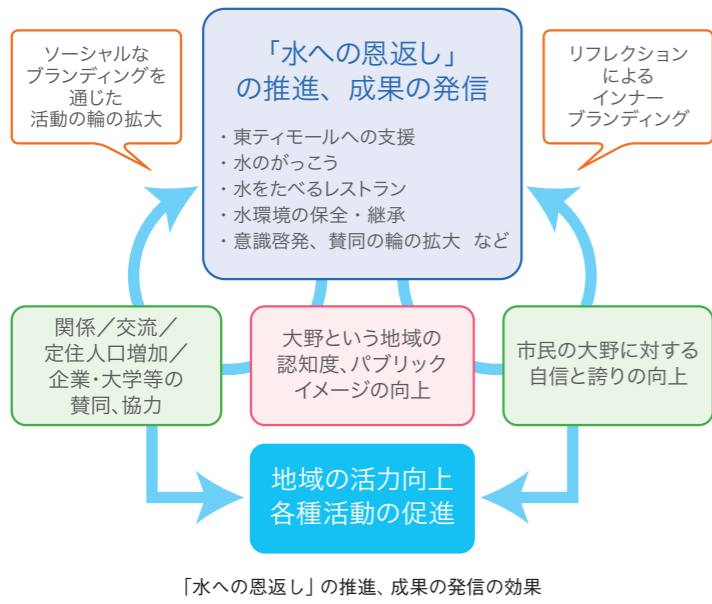 ソーシャルな
ブランディングを
通じた
活動の輪の拡大
「水への恩返し」
の推進、成果の発信
・東ティモールへの支援
・水のがっこう
・水をたべるレストラン
・水環境の保全・継承
・意識啓発、賛同の輪の拡大 など
リフレクション
による
インナー
ブランディング
関係／交流／
定住人口増加／
企業・大学等の
賛同、協力
大野という地域の
認知度、パブリック
イメージの向上
市民の大野に対する
自信と誇りの向上
地域の活力向上
各種活動の促進
「水への恩返し」の推進、成果の発信の効果